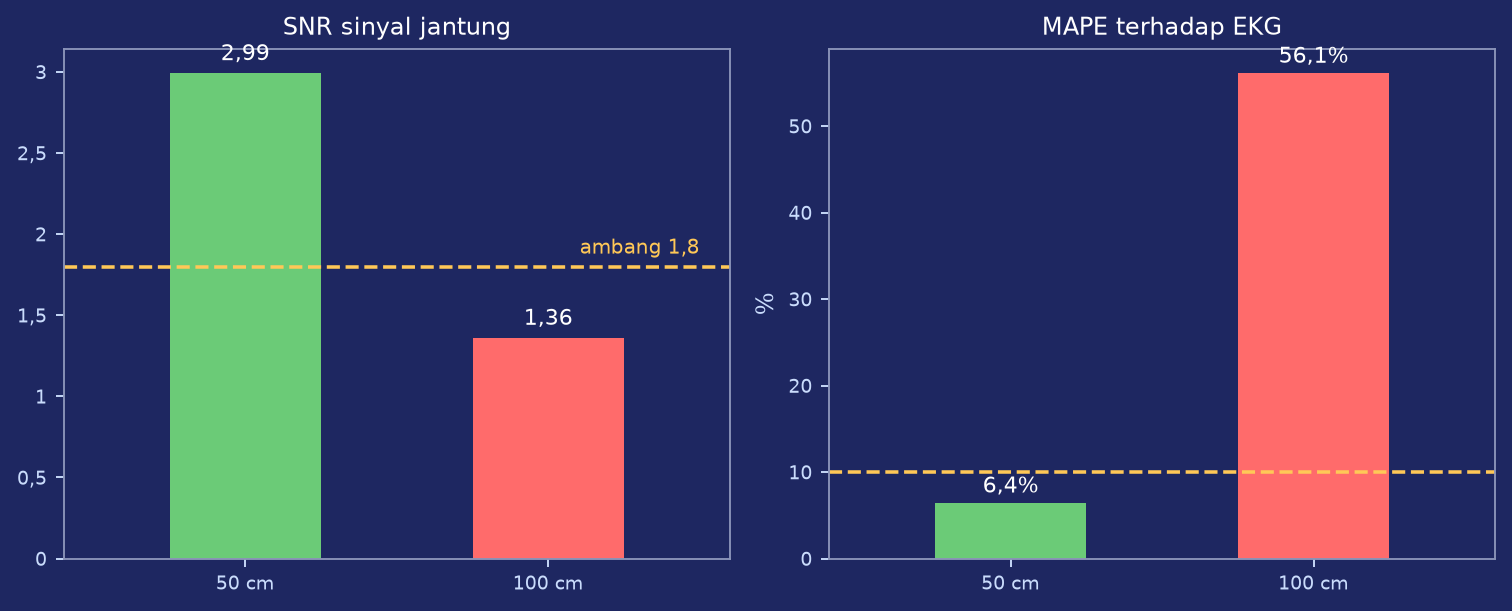 SNR sinyal jantung
2,99
3
2,5
2
ambang 1,8
1,5
1,36
1
0,5
0
50 cm
100 cm
MAPE terhadap EKG
56,1%
50
40
%
30
20
10
6,4%
0
50 cm
100 cm